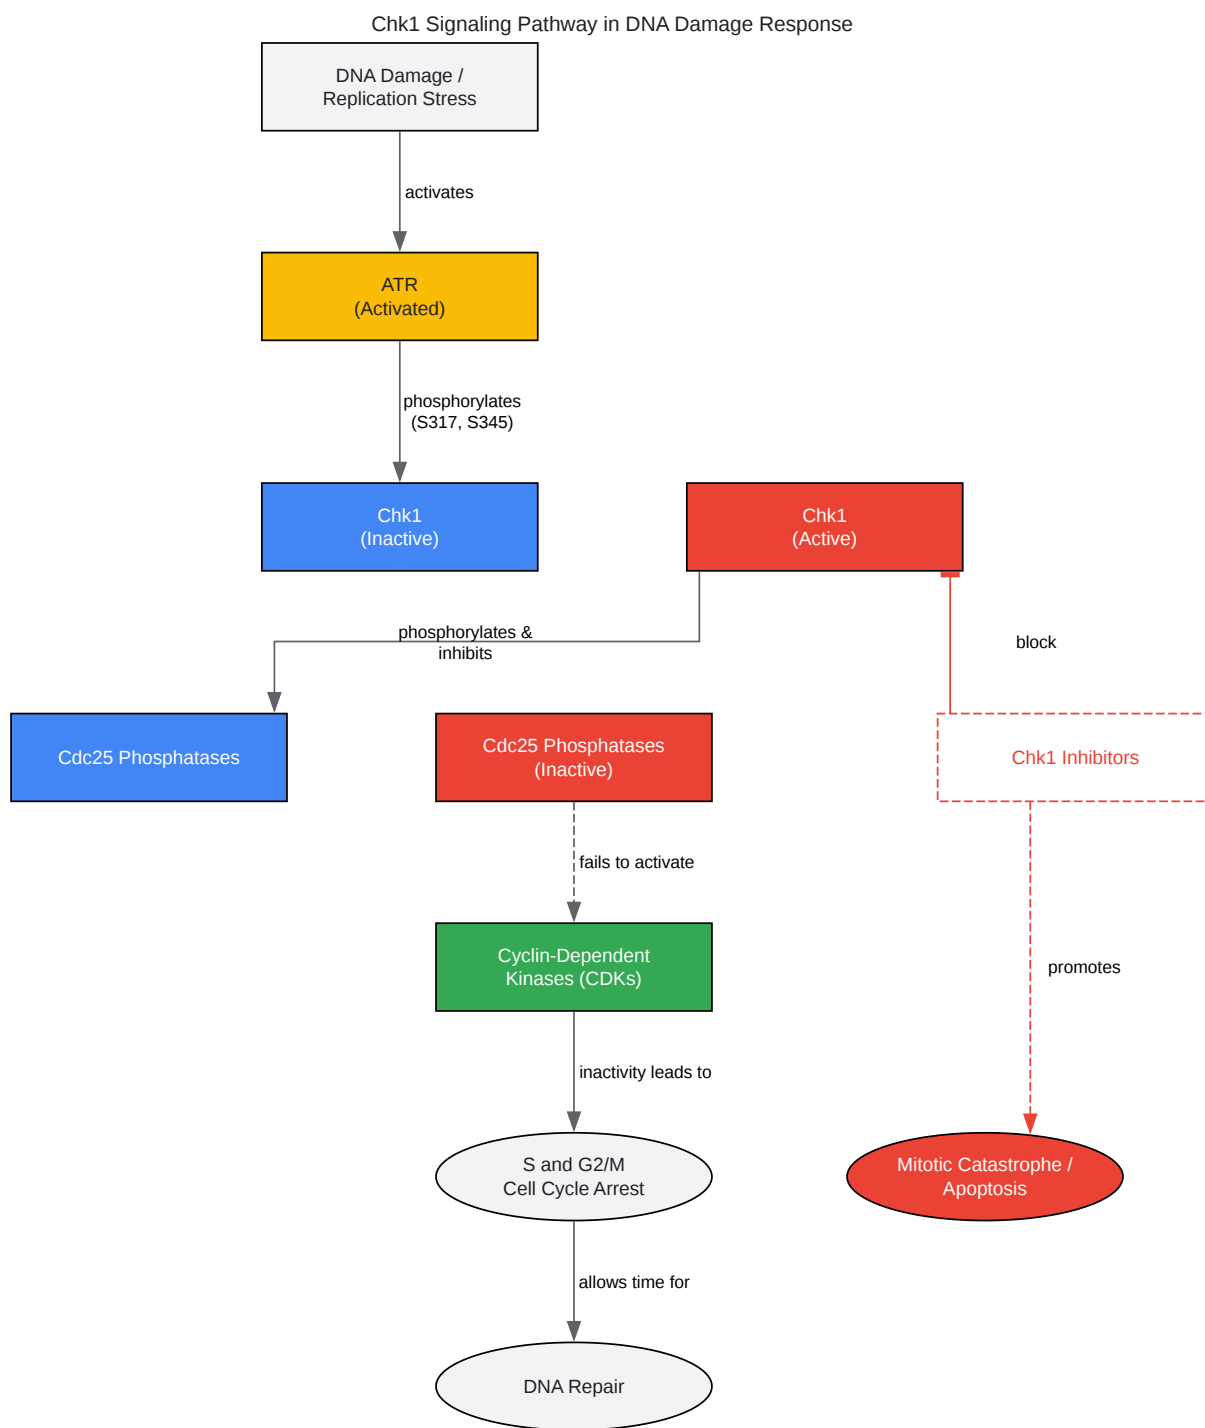 Chk1 Signaling Pathway in DNA Damage Response
DNA Damage /
Replication Stress
activates
ATR
(Activated)
phosphorylates
(S317, S345)
Chk1
(Inactive)
Chk1
(Active)
phosphorylates &
inhibits
block
Cdc25 Phosphatases
Cdc25 Phosphatases
(Inactive)
Chk1 Inhibitors
fails to activate
Cyclin-Dependent
Kinases (CDKs)
promotes
inactivity leads to
S and G2/M
Cell Cycle Arrest
Mitotic Catastrophe /
Apoptosis
allows time for
DNA Repair